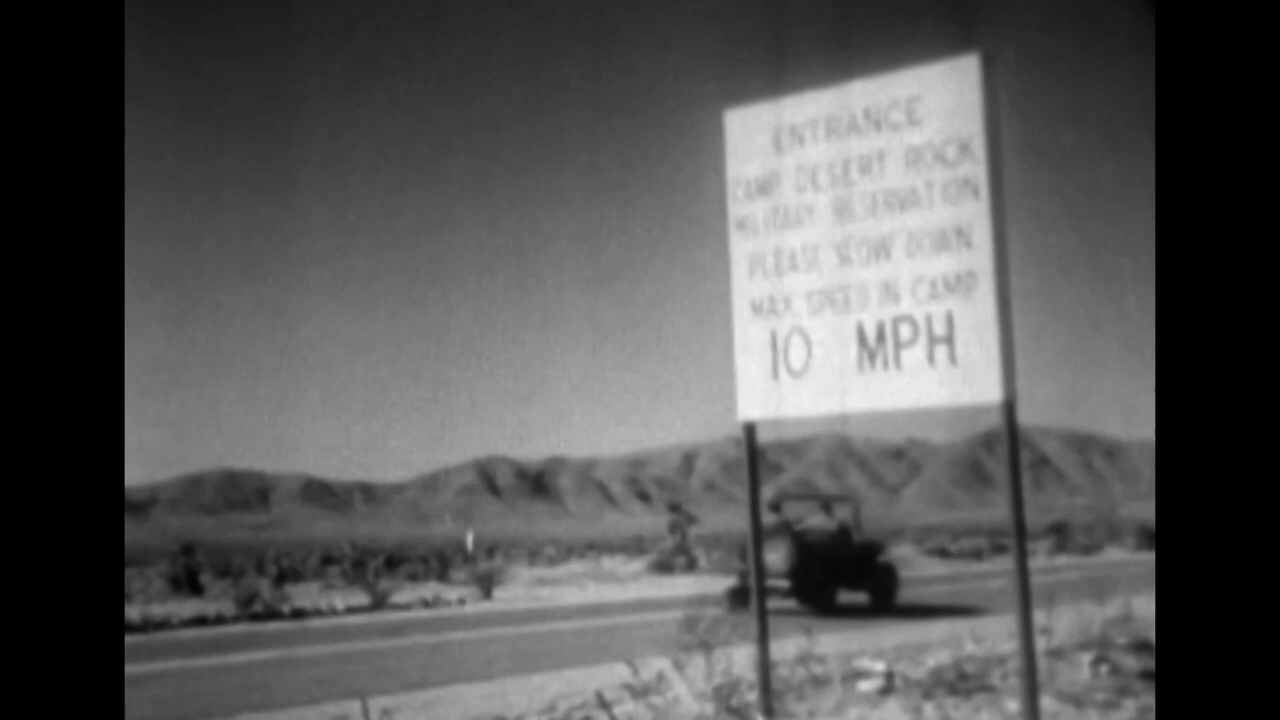 ENTRANCE
CAMP DESERT ROCK
MILITARY RESERVATION
PLEASE SLOW DOWN
MAX. SPEED IN CAMP
10 MPH